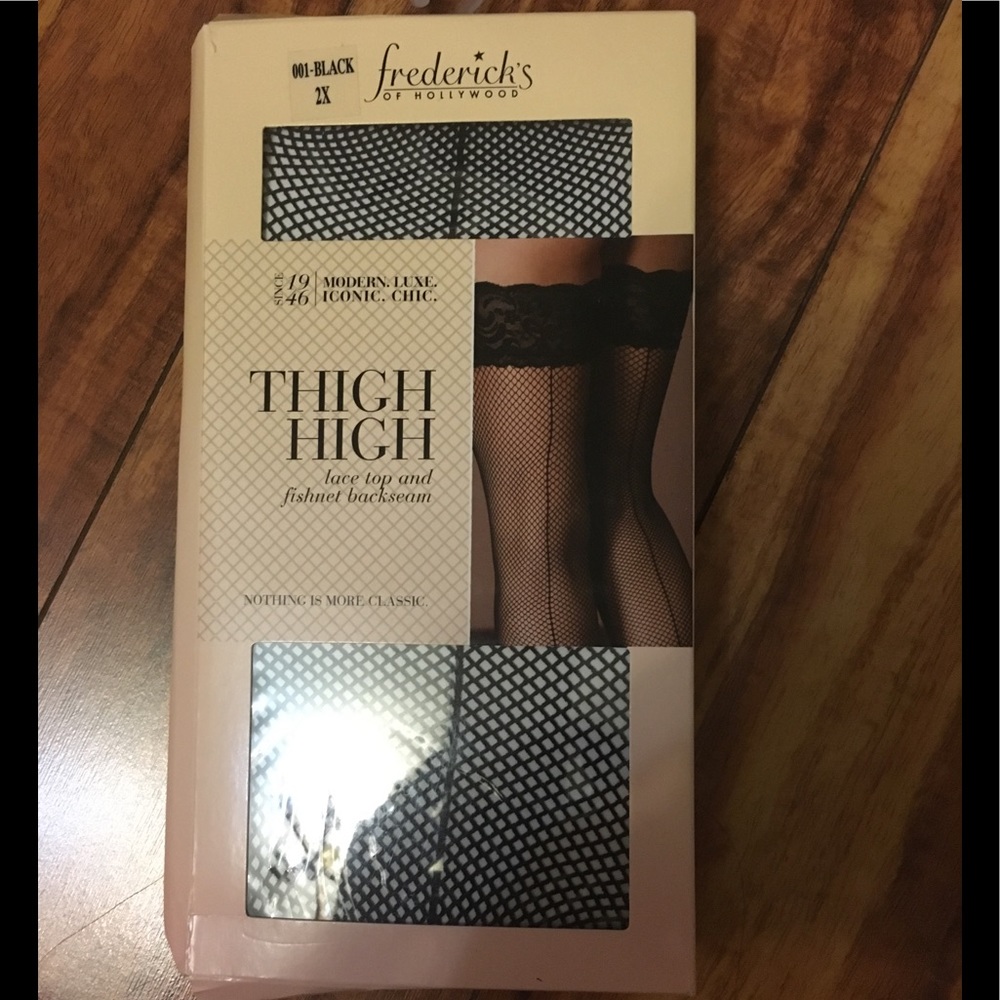 001-BLACK
2X
frederick's
OF HOLLYWOOD
SINCE
19
46
MODERN. LUXE.
ICONIC. CHIC.
THIGH
HIGH
lace top and
fishnet backseam
NOTHING IS MORE CLASSIC.